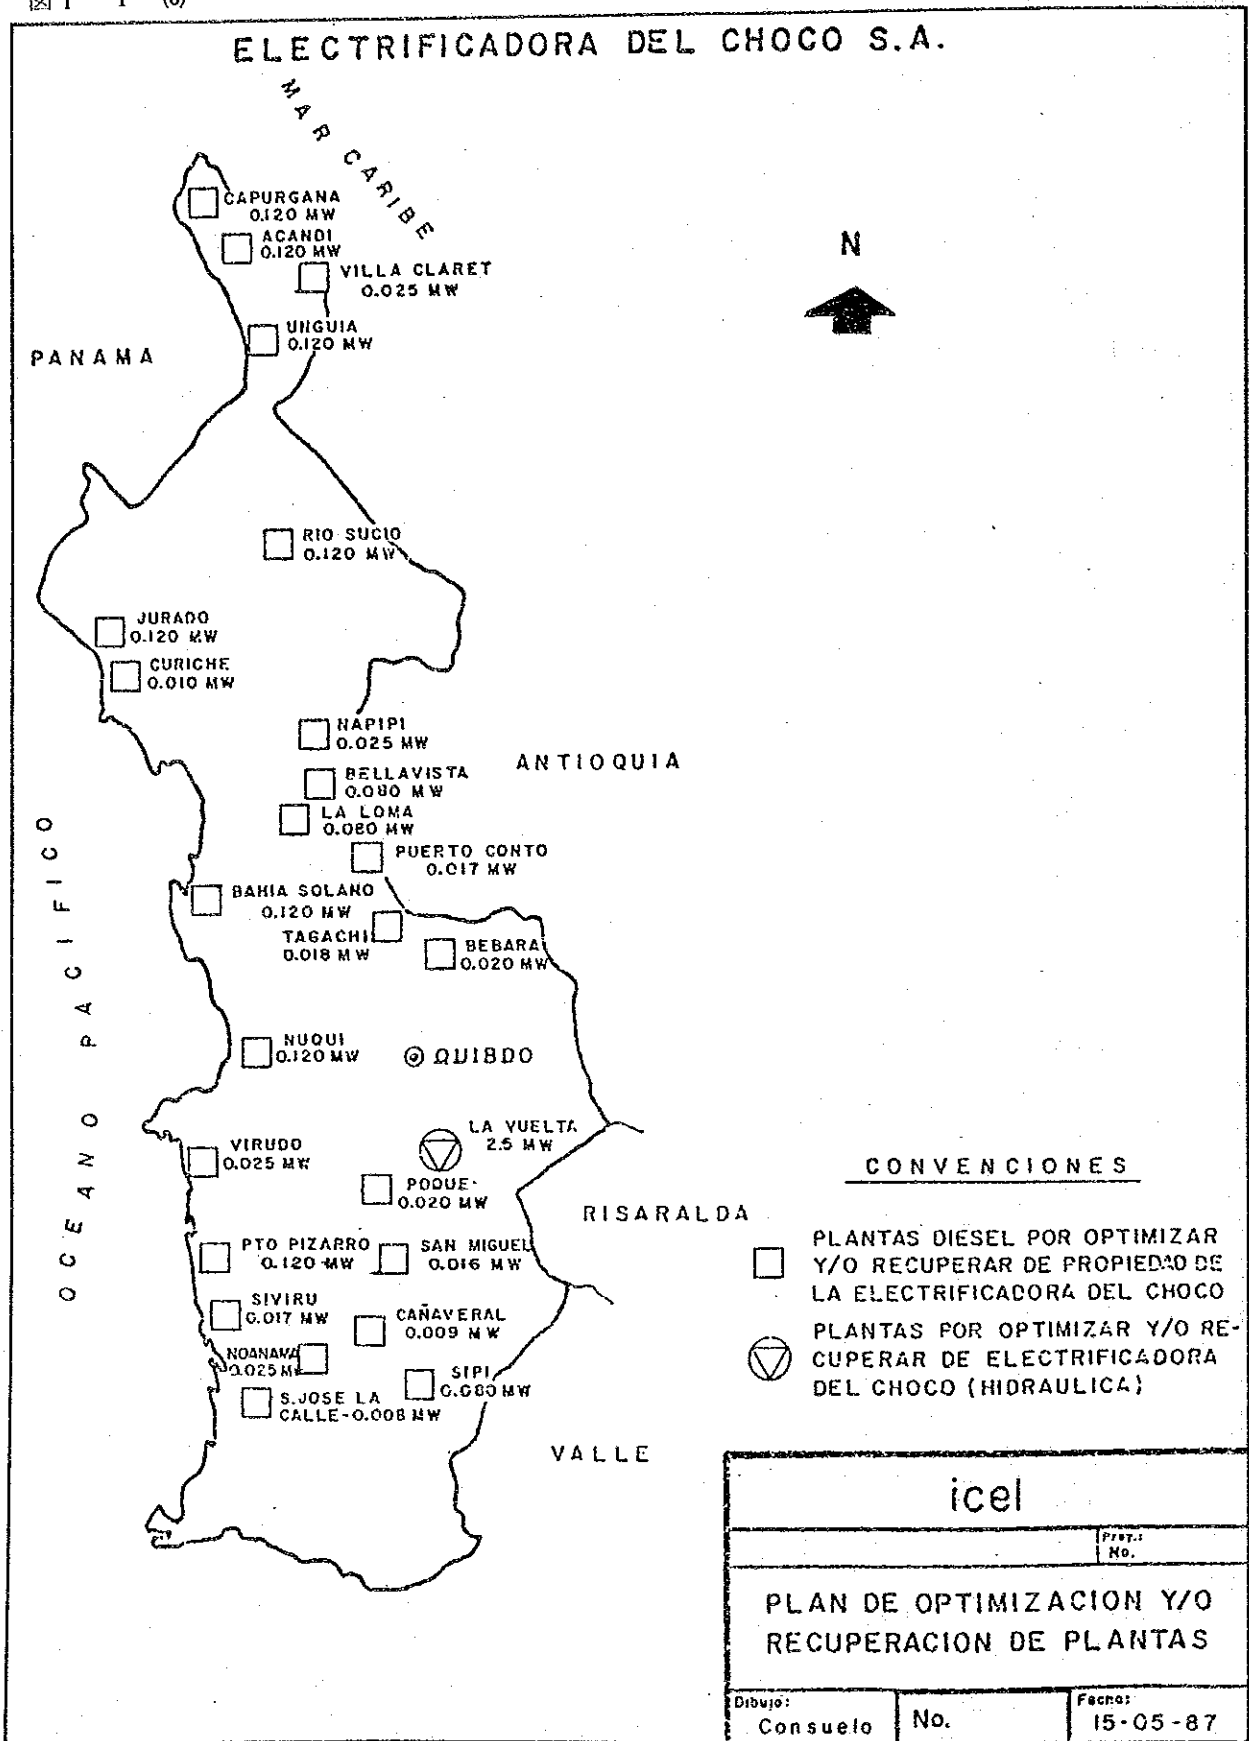 図 1 - 1 (6)
ELECTRIFICADORA DEL CHOCO S.A.
MAR CARIBE
CAPURGANA
0.120 MW
ACANDI
0.120 MW
VILLA CLARET
0.025 MW
N
UNGUIA
0.120 MW
PANAMA
RIO SUCIO
0.120 MW
JURADO
0.120 MW
CURICHE
0.010 MW
NAPIPI
0.025 MW
ANTIOQUIA
BELLAVISTA
0.080 MW
LA LOMA
0.080 MW
PUERTO CONTO
0.017 MW
OCEANO PACIFICO
BAHIA SOLANO
0.120 MW
TAGACHI
0.018 MW
BEBARA
0.020 MW
NUQUI
0.120 MW
QUIBDO
LA VUELTA
2.5 MW
VIRUDO
0.025 MW
POQUE
0.020 MW
RISARALDA
PTO PIZARRO
0.120 MW
SAN MIGUEL
0.016 MW
SIVIRU
0.017 MW
CAÑAVERAL
0.009 MW
NOANAMA
0.025 M
SIPI
0.080 MW
S.JOSE LA
CALLE-0.008 MW
VALLE
CONVENCIONES
PLANTAS DIESEL POR OPTIMIZAR
Y/O RECUPERAR DE PROPIEDAD DE
LA ELECTRIFICADORA DEL CHOCO
PLANTAS POR OPTIMIZAR Y/O RE-
CUPERAR DE ELECTRIFICADORA
DEL CHOCO (HIDRAULICA)
icel
Proy.:
No.
PLAN DE OPTIMIZACION Y/O
RECUPERACION DE PLANTAS
Dibujo:
Consuelo
No.
Fecha:
15-05-87